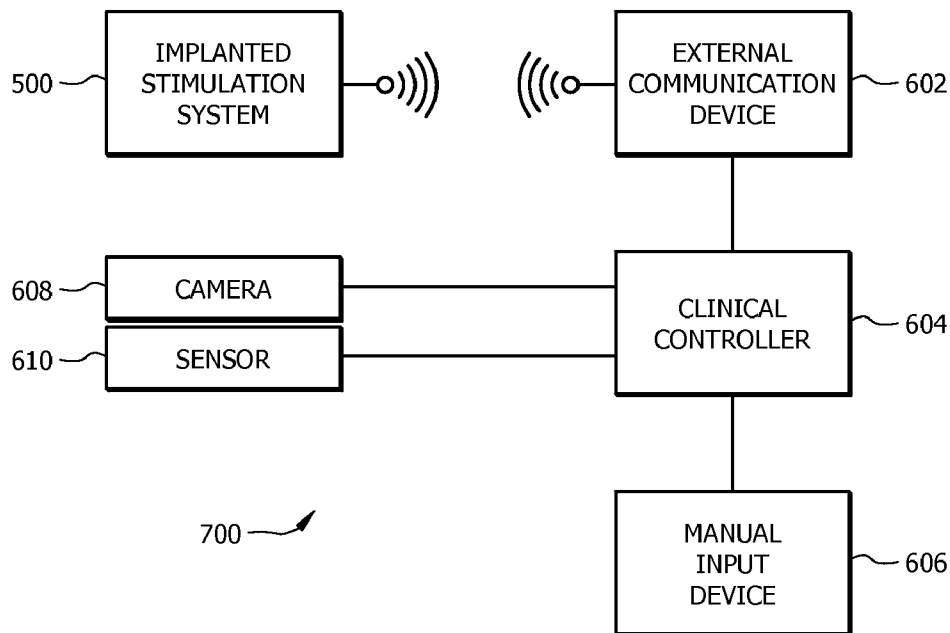 500
IMPLANTED
STIMULATION
SYSTEM
EXTERNAL
COMMUNICATION
DEVICE
602
608
CAMERA
610
SENSOR
CLINICAL
CONTROLLER
604
700
MANUAL
INPUT
DEVICE
606